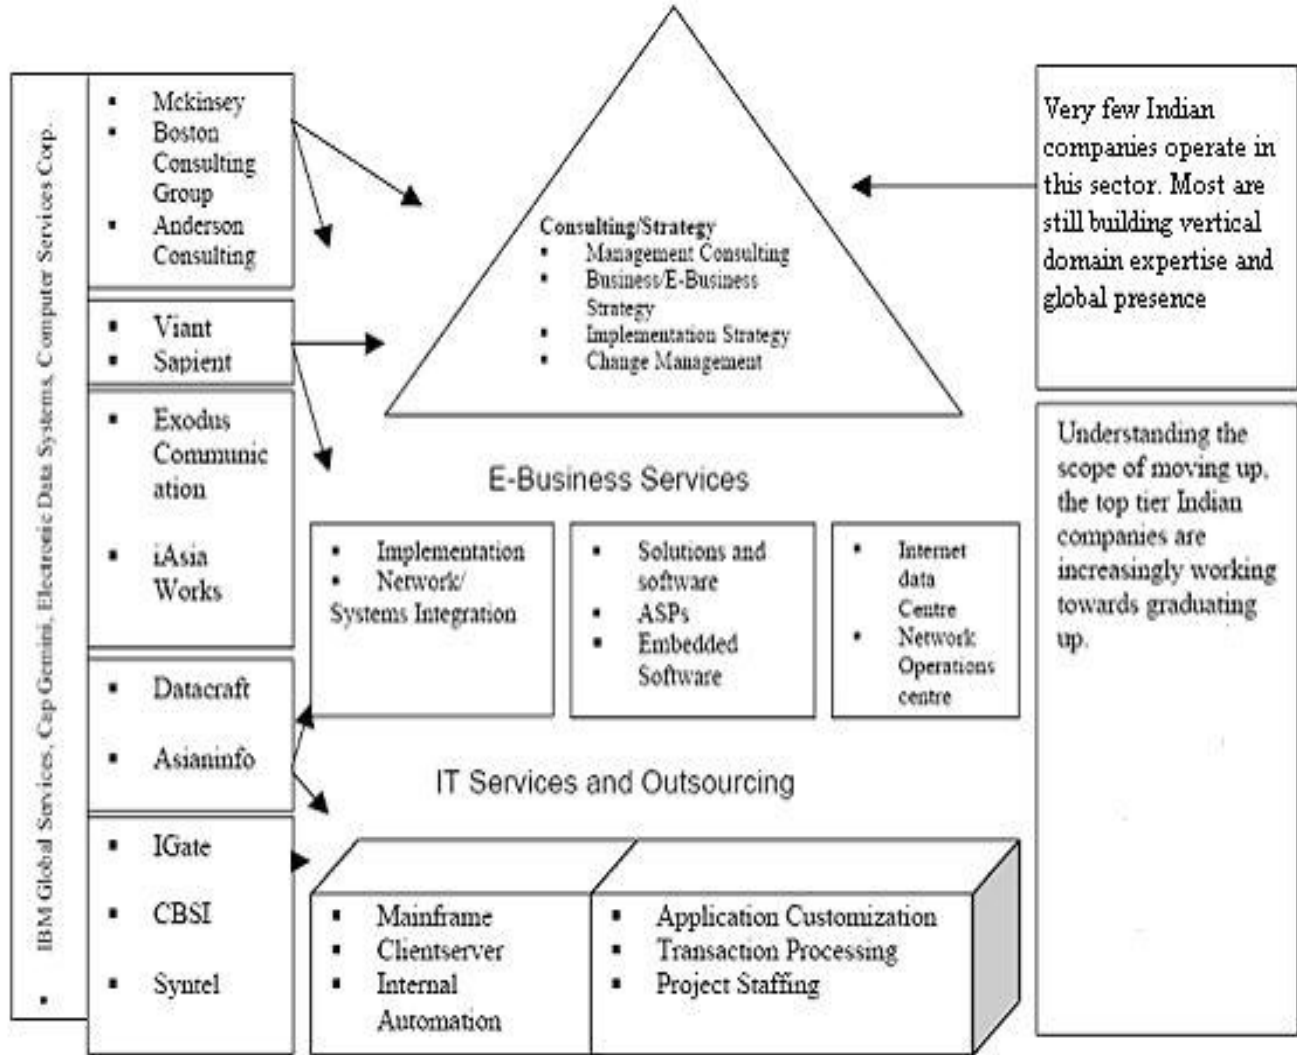 IBM Global Services, Cap Gemini, Electronic Data Systems, Computer Services Corp.
Mckinsey
Boston
Consulting
Group
Anderson
Consulting
Viant
Sapient
Exodus
Communic
ation
iAsia
Works
Datacraft
Asianinfo
IGate
CBSI
Syntel
Consulting/Strategy
Management Consulting
Business/E-Business
Strategy
Implementation Strategy
Change Management
E-Business Services
Implementation
Network/
Systems Integration
Solutions and
software
ASPs
Embedded
Software
Internet
data
Centre
Network
Operations
centre
IT Services and Outsourcing
Mainframe
Clientserver
Internal
Automation
Application Customization
Transaction Processing
Project Staffing
Very few Indian
companies operate in
this sector. Most are
still building vertical
domain expertise and
global presence
Understanding the
scope of moving up,
the top tier Indian
companies are
increasingly working
towards graduating
up.